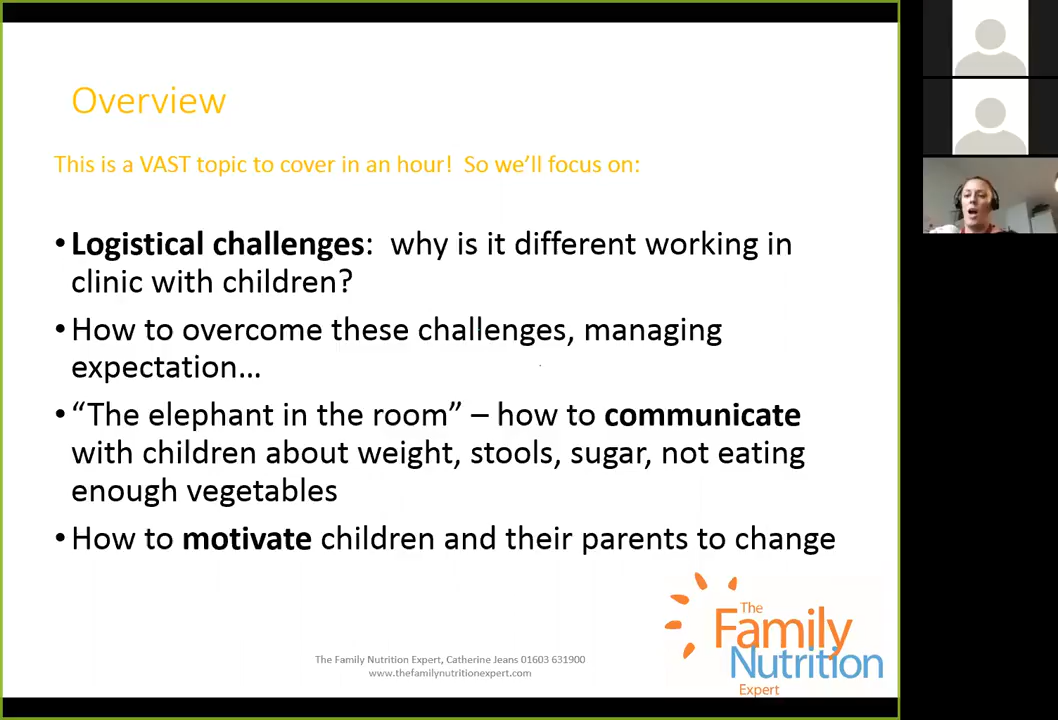 Overview
This is a VAST topic to cover in an hour!  So we'll focus on:
•Logistical challenges:  why is it different working in
clinic with children?
•How to overcome these challenges, managing
expectation…
•“The elephant in the room” – how to communicate
with children about weight, stools, sugar, not eating
enough vegetables
•How to motivate children and their parents to change
The
Family
Nutrition
Expert
The Family Nutrition Expert, Catherine Jeans 01603 631900
www.thefamilynutritionexpert.com